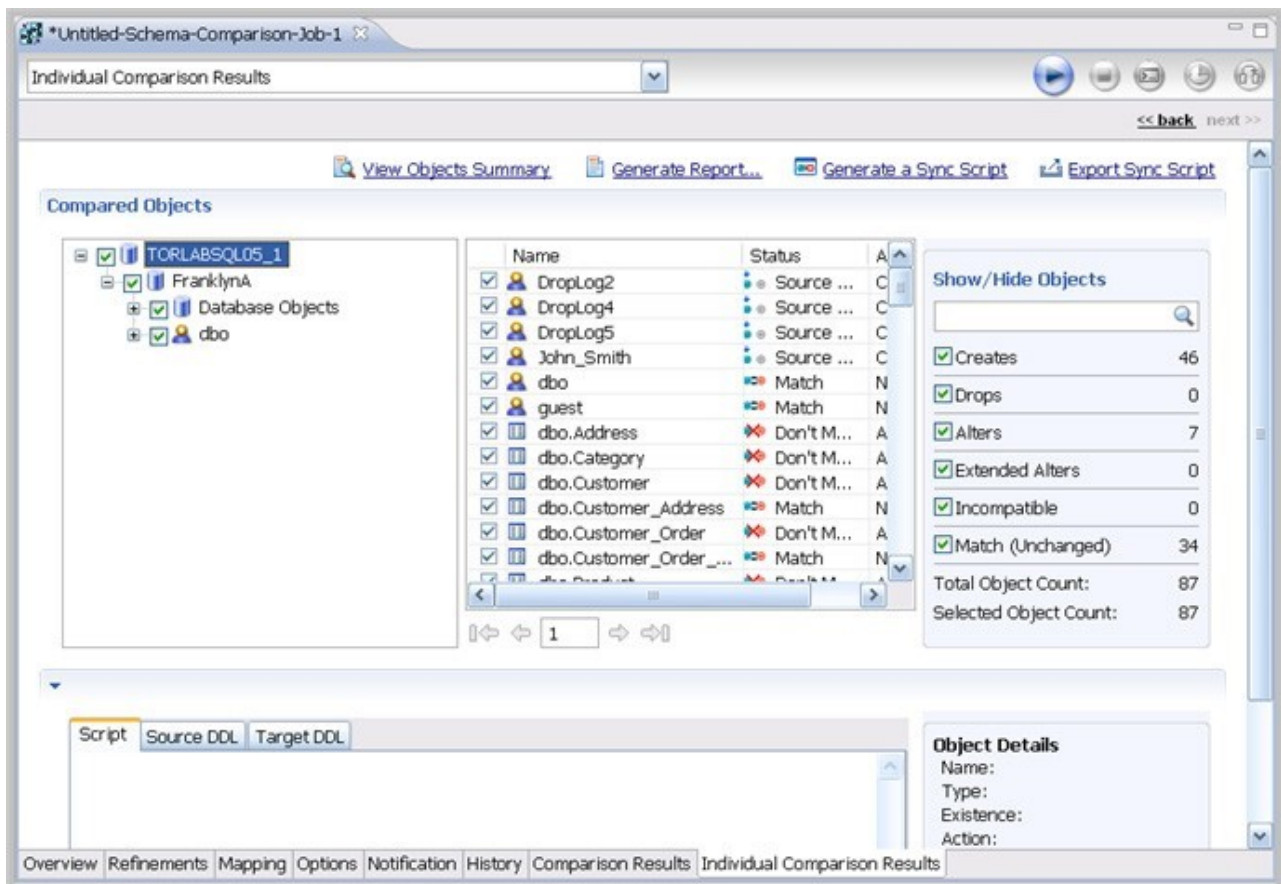 *Untitled-Schema-Comparison-Job-1
Individual Comparison Results
<< back next >>
View Objects Summary Generate Report... Generate a Sync Script Export Sync Script
Compared Objects
TORLABSQL05_1
FranklynA
Database Objects
dbo
Name Status A
DropLog2 Source ... C
DropLog4 Source ... C
DropLog5 Source ... C
John_Smith Source ... C
dbo Match N
guest Match N
dbo.Address Don't M... A
dbo.Category Don't M... A
dbo.Customer Don't M... A
dbo.Customer_Address Match N
dbo.Customer_Order Don't M... A
dbo.Customer_Order_... Match N
dbo.Product Don't M... A
1
Show/Hide Objects
Creates 46
Drops 0
Alters 7
Extended Alters 0
Incompatible 0
Match (Unchanged) 34
Total Object Count: 87
Selected Object Count: 87
Script Source DDL Target DDL
Object Details
Name:
Type:
Existence:
Action:
Overview Refinements Mapping Options Notification History Comparison Results Individual Comparison Results